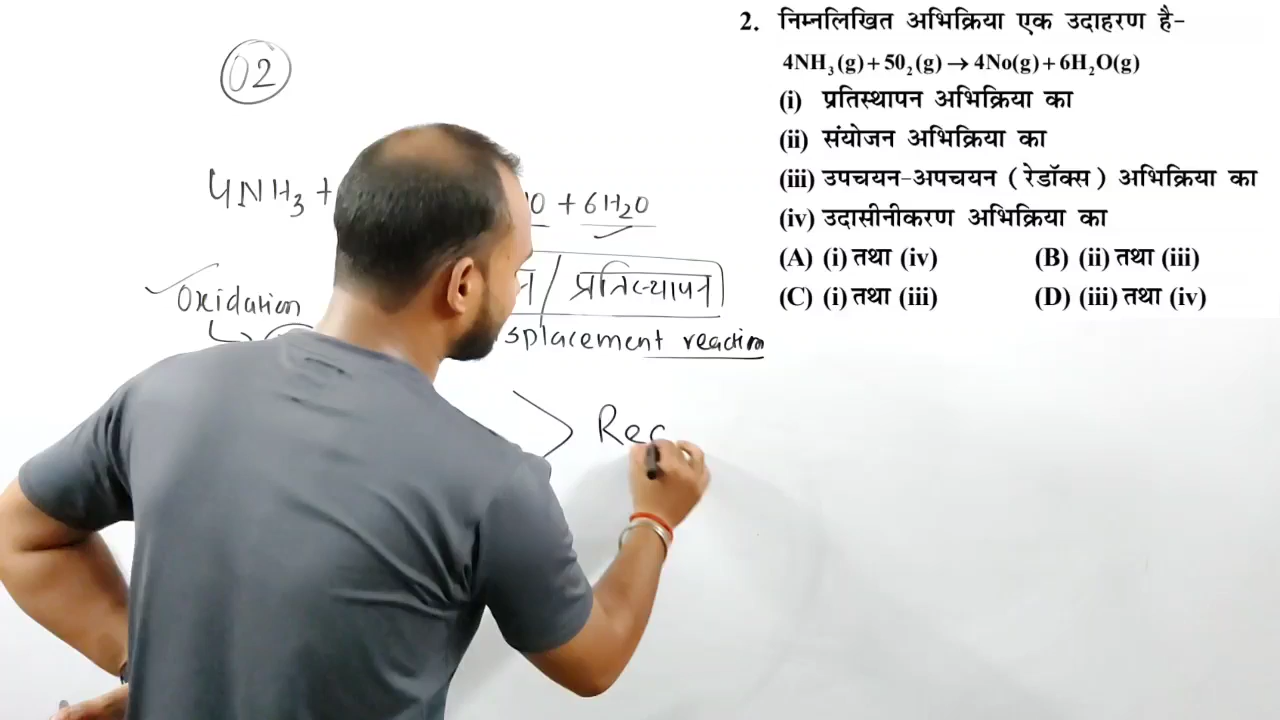 02
4NH3 +
O + 6H2O
न / प्रतिस्थापन
Oxidation
splacement reaction
Rec
2. निम्नलिखित अभिक्रिया एक उदाहरण है-
4NH3(g)+5O2(g)→4No(g)+6H2O(g)
(i) प्रतिस्थापन अभिक्रिया का
(ii) संयोजन अभिक्रिया का
(iii) उपचयन-अपचयन (रेडॉक्स) अभिक्रिया का
(iv) उदासीनीकरण अभिक्रिया का
(A) (i) तथा (iv) (B) (ii) तथा (iii)
(C) (i) तथा (iii) (D) (iii) तथा (iv)